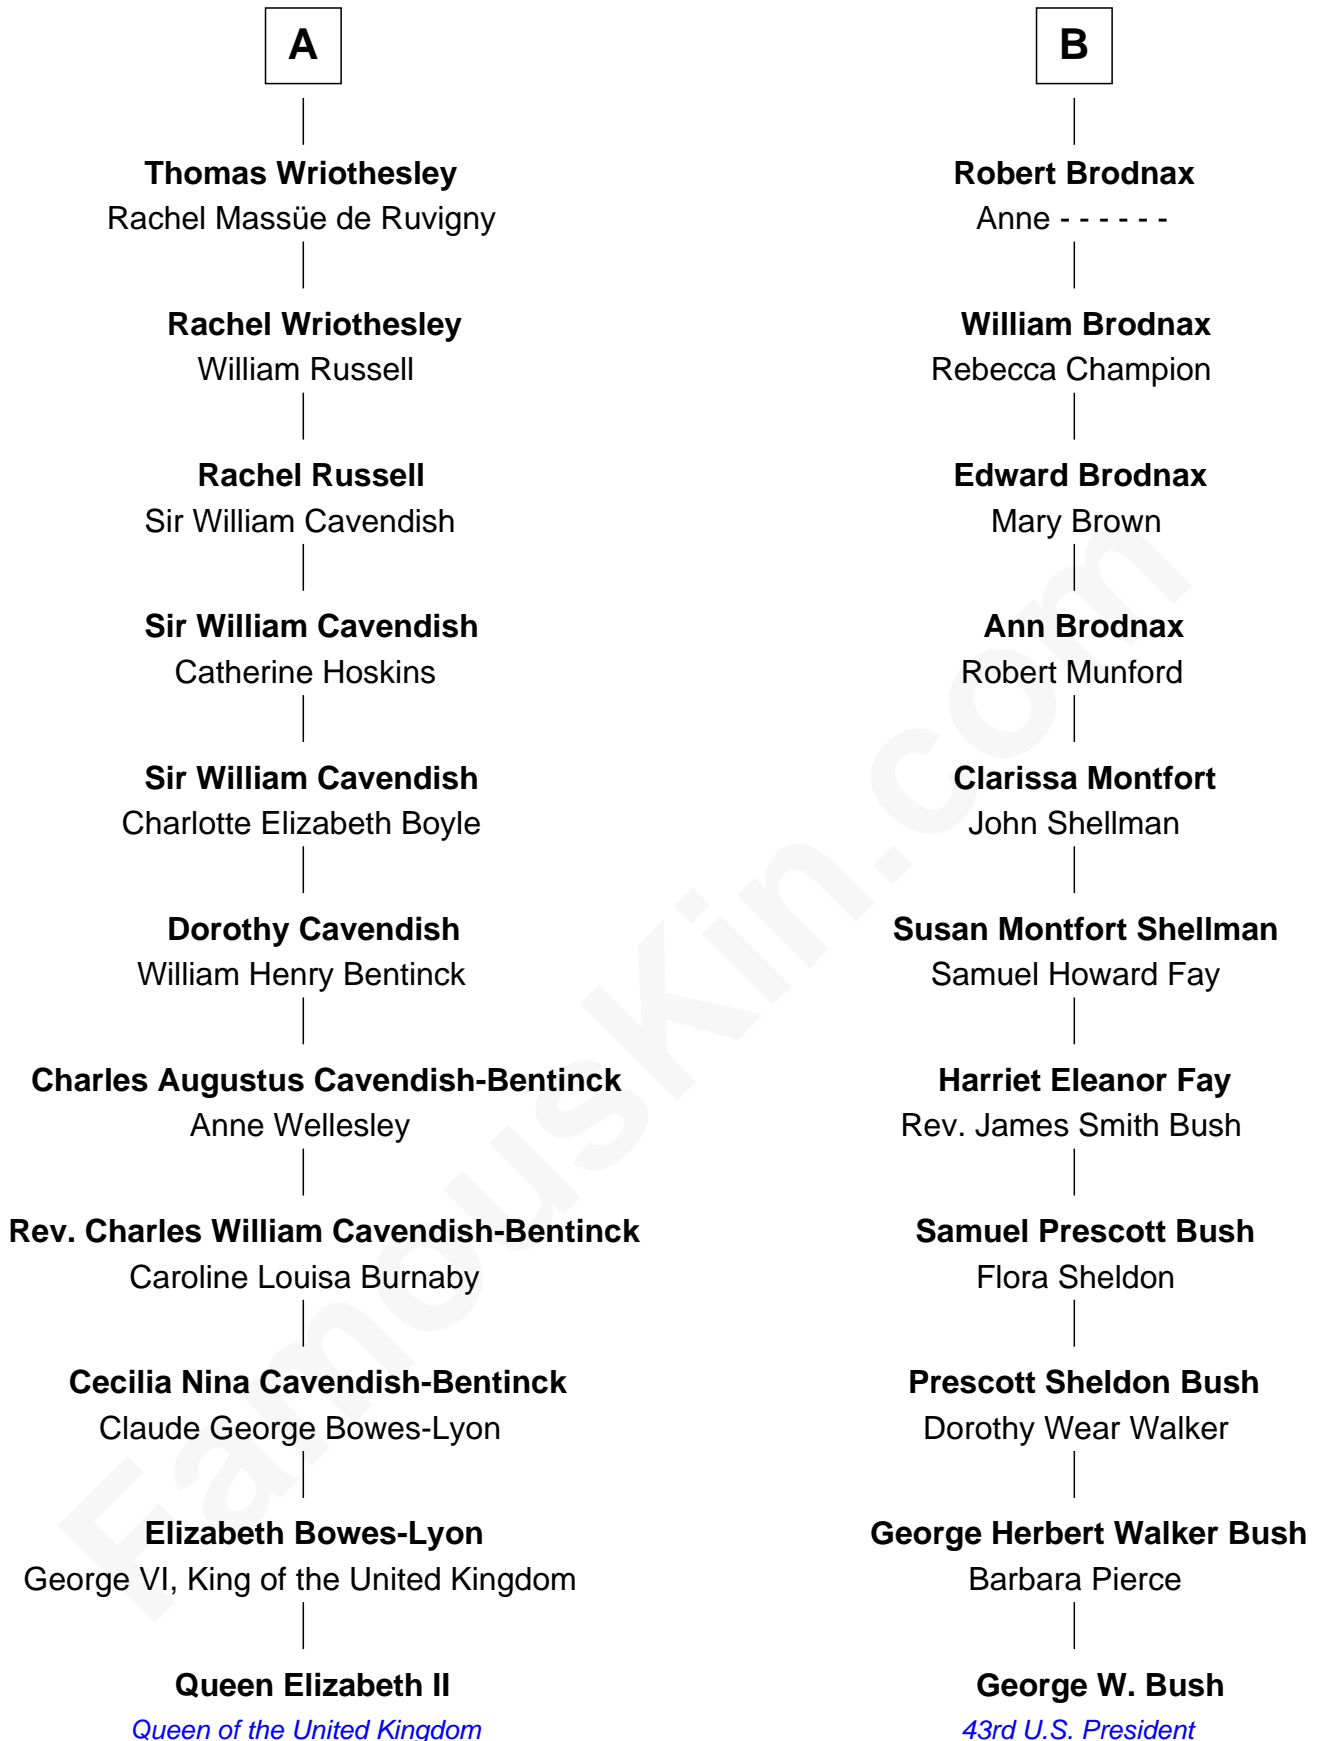 A
Thomas Wriothesley
Rachel Massüe de Ruvigny
Rachel Wriothesley
William Russell
Rachel Russell
Sir William Cavendish
Sir William Cavendish
Catherine Hoskins
Sir William Cavendish
Charlotte Elizabeth Boyle
Dorothy Cavendish
William Henry Bentinck
Charles Augustus Cavendish-Bentinck
Anne Wellesley
Rev. Charles William Cavendish-Bentinck
Caroline Louisa Burnaby
Cecilia Nina Cavendish-Bentinck
Claude George Bowes-Lyon
Elizabeth Bowes-Lyon
George VI, King of the United Kingdom
Queen Elizabeth II
Queen of the United Kingdom
B
Robert Brodnax
Anne - - - - - -
William Brodnax
Rebecca Champion
Edward Brodnax
Mary Brown
Ann Brodnax
Robert Munford
Clarissa Montfort
John Shellman
Susan Montfort Shellman
Samuel Howard Fay
Harriet Eleanor Fay
Rev. James Smith Bush
Samuel Prescott Bush
Flora Sheldon
Prescott Sheldon Bush
Dorothy Wear Walker
George Herbert Walker Bush
Barbara Pierce
George W. Bush
43rd U.S. President
FamousKin.com